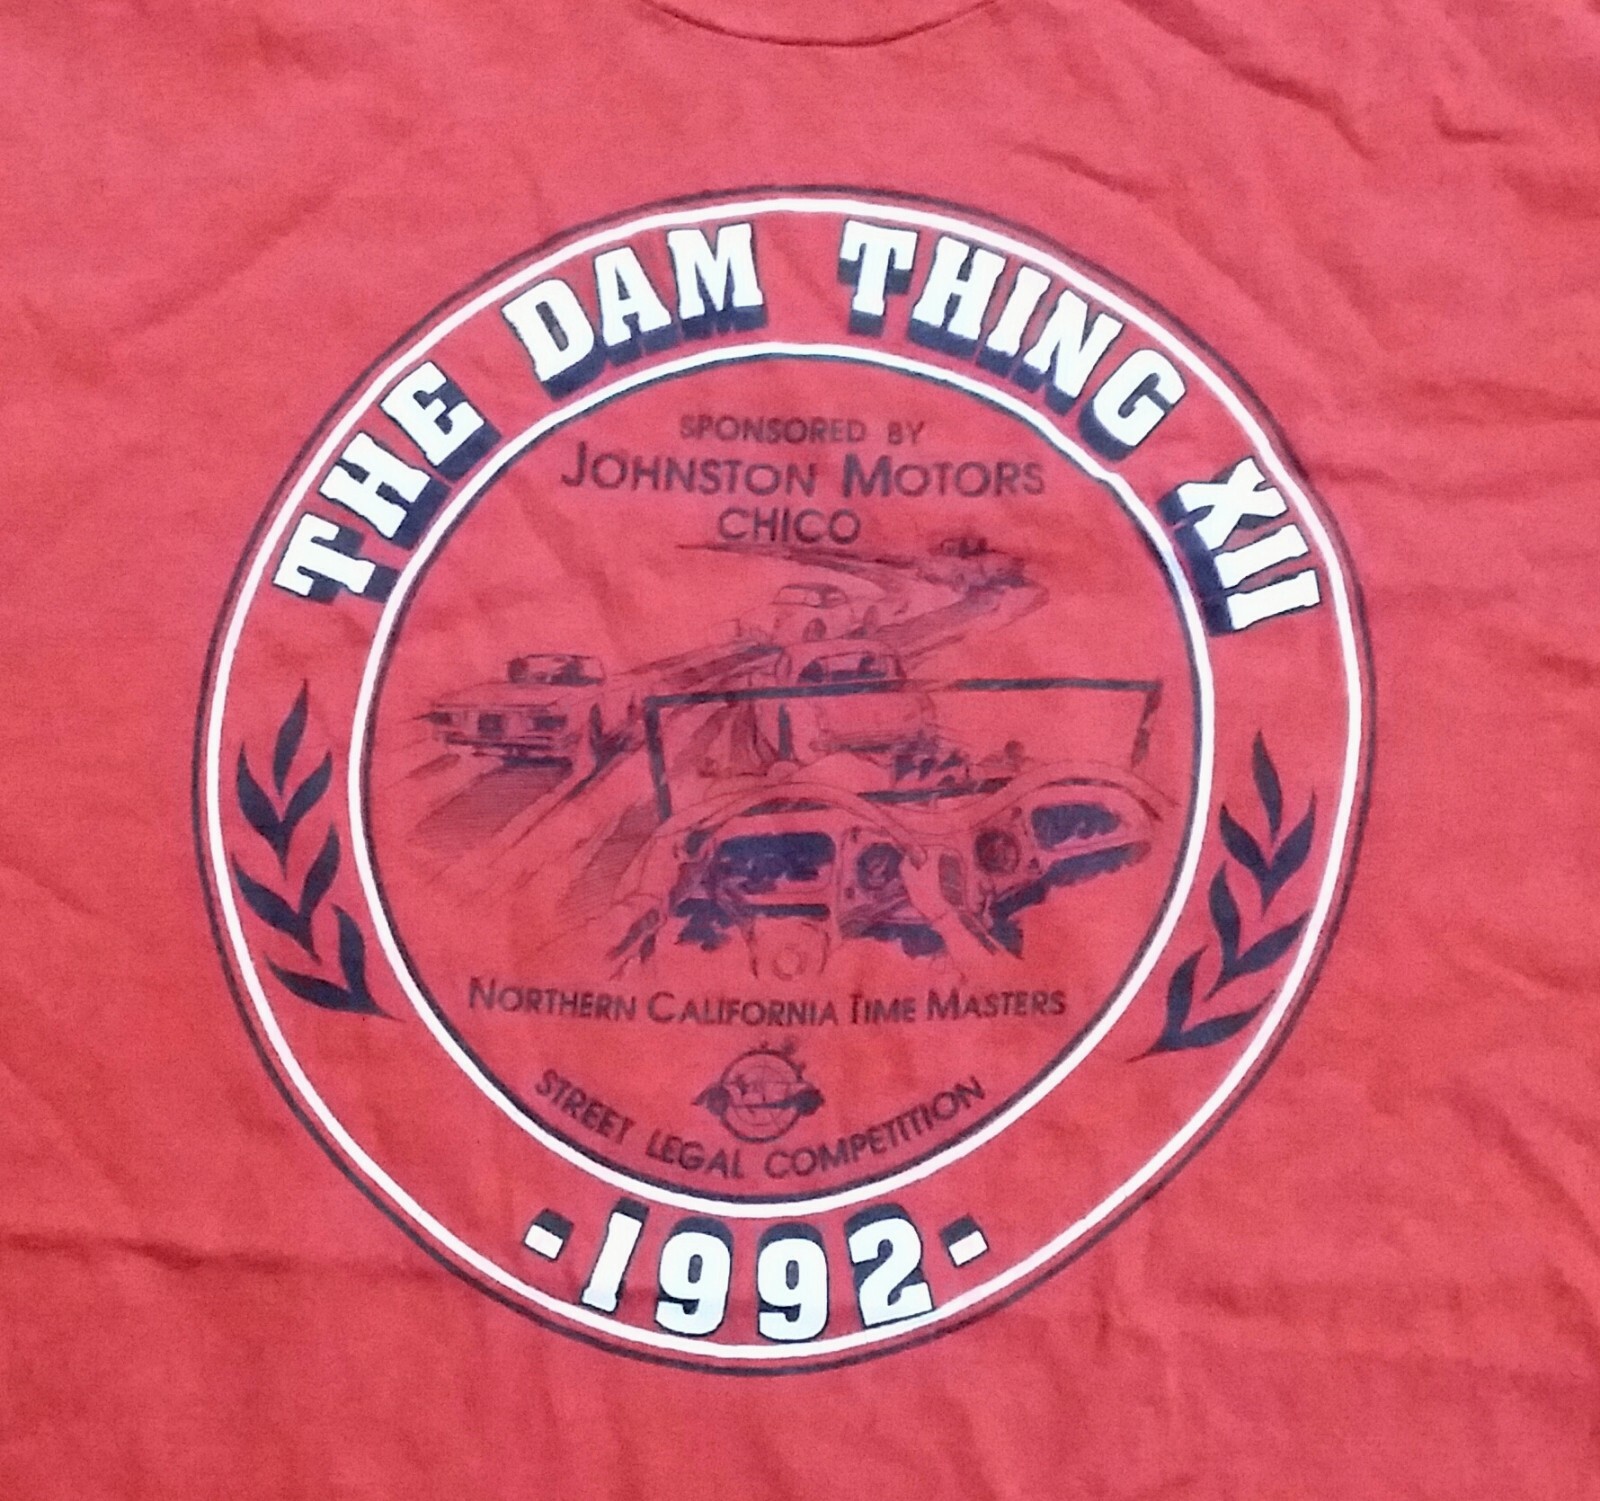 THE DAM THING XII
SPONSORED BY
JOHNSTON MOTORS
CHICO
NORTHERN CALIFORNIA TIME MASTERS
STREET LEGAL COMPETITION
-1992-